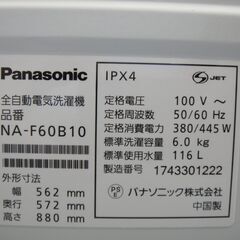 Panasonic
全自動電気洗濯機
品番
NA-F60B10
外形寸法
幅 562 mm
奥行 572 mm
高さ 880 mm
IPX4
JET
定格電圧 100 V～
定格周波数 50/60 Hz
定格消費電力 380/445 W
標準洗濯容量 6.0 kg
標準使用水量 116 L
製造番号 1743301222
PSE
パナソニック株式会社
中国製